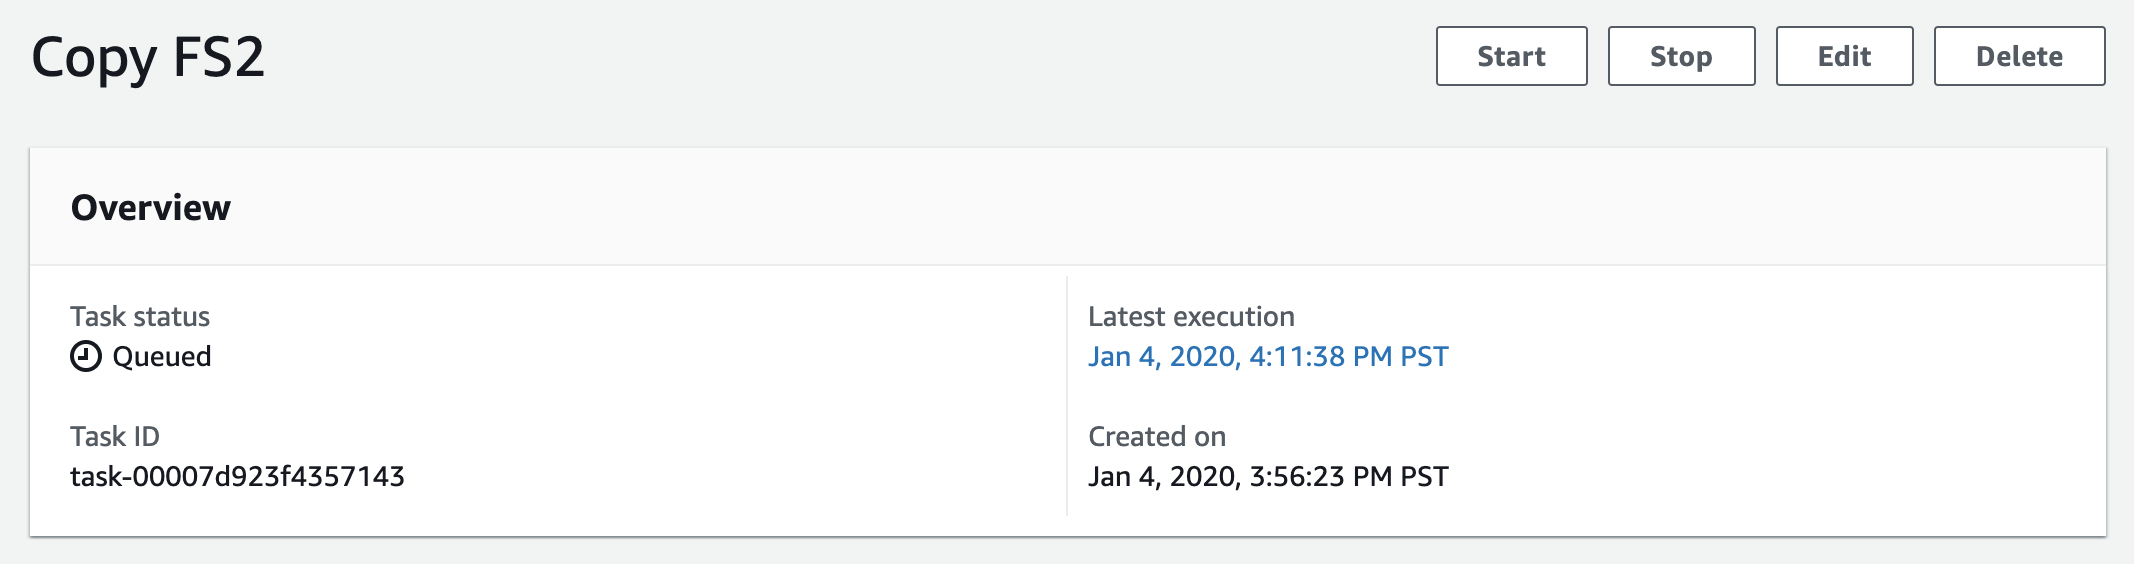 Copy FS2
Start
Stop
Edit
Delete
Overview
Task status
Queued
Task ID
task-00007d923f4357143
Latest execution
Jan 4, 2020, 4:11:38 PM PST
Created on
Jan 4, 2020, 3:56:23 PM PST